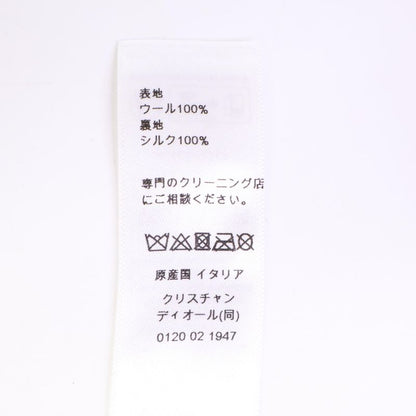 表地
ウール100%
裏地
シルク100%
専門のクリーニング店
にご相談ください。
原産国 イタリア
クリスチャン
ディオール(同)
0120 02 1947